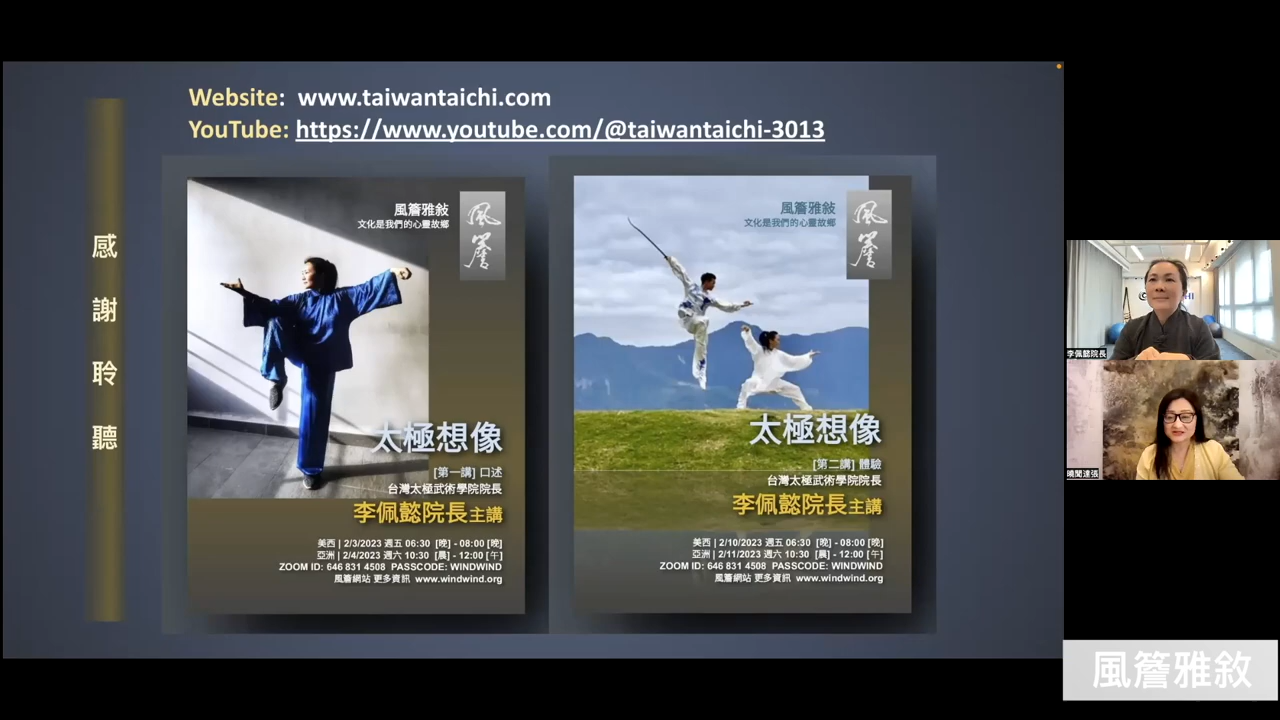 Website: www.taiwantaichi.com
YouTube: https://www.youtube.com/@taiwantaichi-3013
感謝聆聽
風簷雅敍
文化是我們的心靈故鄉
風簷
太極想像
[第一講] 口述
台灣太極武術學院院長
李佩懿院長主講
美西 | 2/3/2023 週五 06:30 [晚] - 08:00 [晚]
亞洲 | 2/4/2023 週六 10:30 [晨] - 12:00 [午]
ZOOM ID: 646 831 4508 PASSCODE: WINDWIND
風簷網站 更多資訊 www.windwind.org
風簷雅敍
文化是我們的心靈故鄉
風簷
太極想像
[第二講] 體驗
台灣太極武術學院院長
李佩懿院長主講
美西 | 2/10/2023 週五 06:30 [晚] - 08:00 [晚]
亞洲 | 2/11/2023 週六 10:30 [晨] - 12:00 [午]
ZOOM ID: 646 831 4508 PASSCODE: WINDWIND
風簷網站 更多資訊 www.windwind.org
李佩懿院長
曉聞達張
風簷雅敘